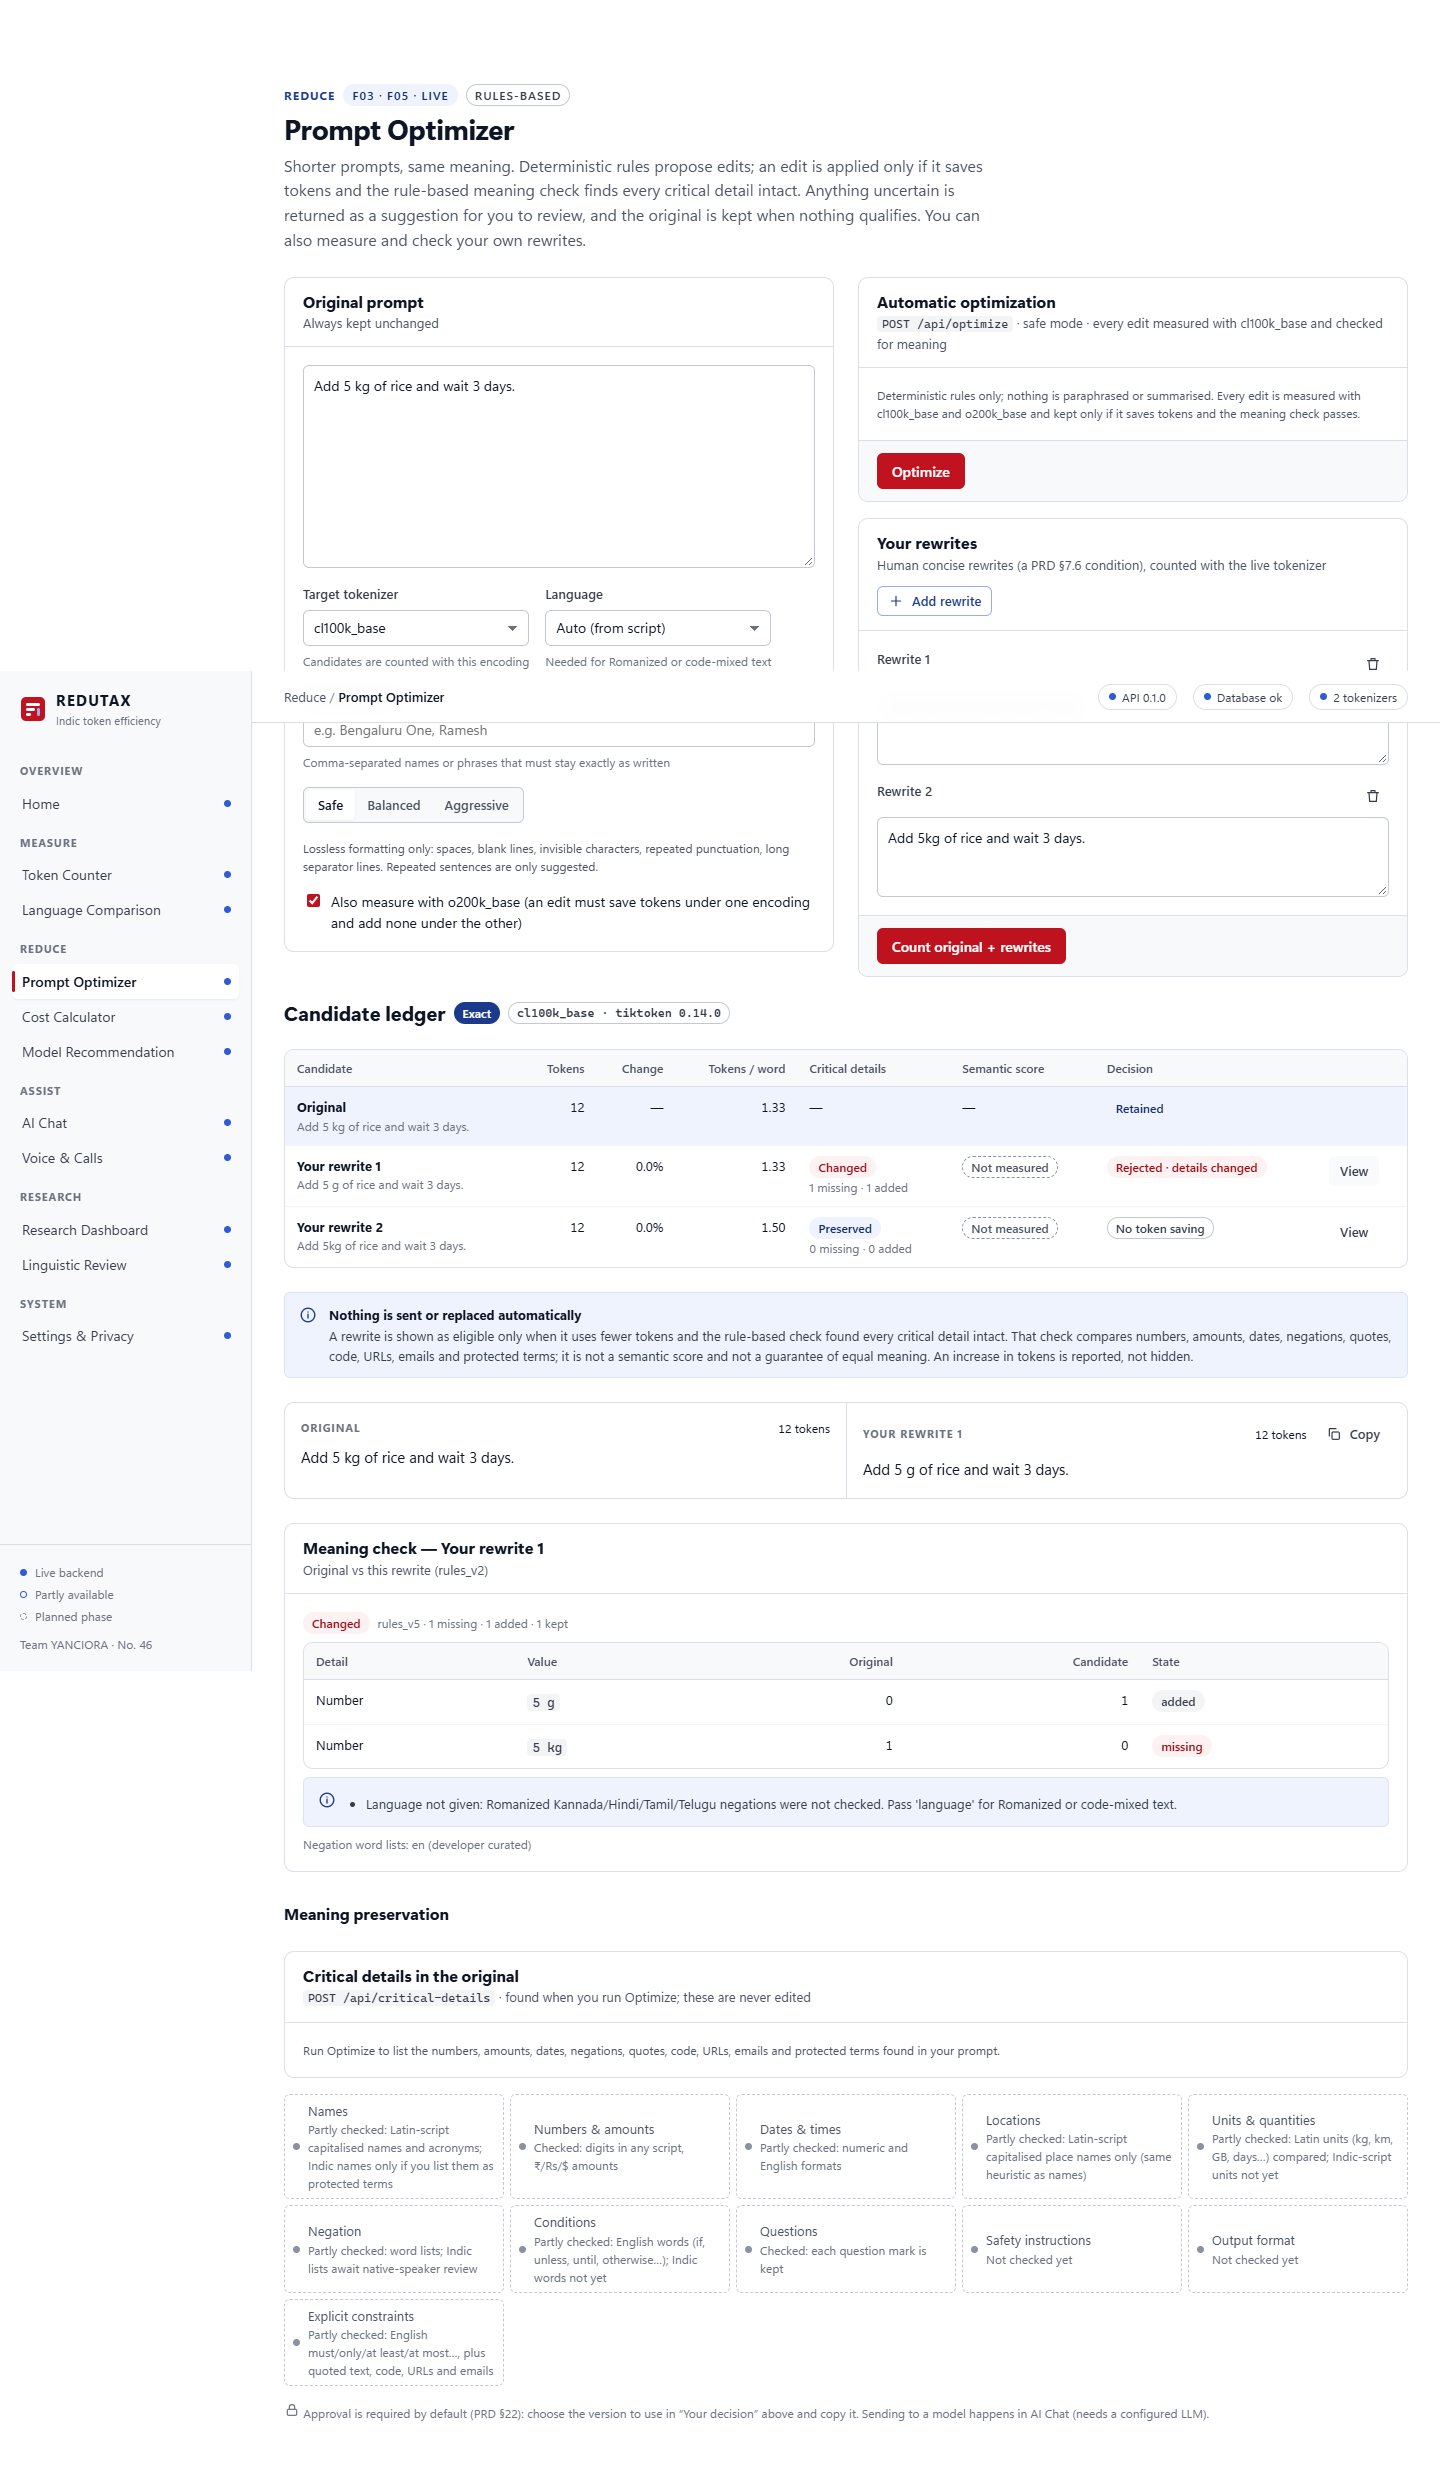 REDUCE F03 · F05 · LIVE RULES-BASED
Prompt Optimizer
Shorter prompts, same meaning. Deterministic rules propose edits; an edit is applied only if it saves
tokens and the rule-based meaning check finds every critical detail intact. Anything uncertain is
returned as a suggestion for you to review, and the original is kept when nothing qualifies. You can
also measure and check your own rewrites.
Original prompt
Always kept unchanged
Add 5 kg of rice and wait 3 days.
Target tokenizer Language
cl100k_base Auto (from script)
Candidates are counted with this encoding Needed for Romanized or code-mixed text
e.g. Bengaluru One, Ramesh
Comma-separated names or phrases that must stay exactly as written
Safe Balanced Aggressive
Lossless formatting only: spaces, blank lines, invisible characters, repeated punctuation, long
separator lines. Repeated sentences are only suggested.
Also measure with o200k_base (an edit must save tokens under one encoding
and add none under the other)
Automatic optimization
POST /api/optimize · safe mode · every edit measured with cl100k_base and checked
for meaning
Deterministic rules only; nothing is paraphrased or summarised. Every edit is measured with
cl100k_base and o200k_base and kept only if it saves tokens and the meaning check passes.
Optimize
Your rewrites
Human concise rewrites (a PRD §7.6 condition), counted with the live tokenizer
Add rewrite
Rewrite 1
Rewrite 2
Add 5kg of rice and wait 3 days.
Count original + rewrites
REDUTAX
Indic token efficiency
Reduce / Prompt Optimizer
API 0.1.0 Database ok 2 tokenizers
OVERVIEW
Home
MEASURE
Token Counter
Language Comparison
REDUCE
Prompt Optimizer
Cost Calculator
Model Recommendation
ASSIST
AI Chat
Voice & Calls
RESEARCH
Research Dashboard
Linguistic Review
SYSTEM
Settings & Privacy
Live backend
Partly available
Planned phase
Team YANCIORA · No. 46
Candidate ledger Exact cl100k_base · tiktoken 0.14.0
Candidate Tokens Change Tokens / word Critical details Semantic score Decision
Original 12 — 1.33 — — Retained
Add 5 kg of rice and wait 3 days.
Your rewrite 1 12 0.0% 1.33 Changed Not measured Rejected · details changed View
Add 5 g of rice and wait 3 days. 1 missing · 1 added
Your rewrite 2 12 0.0% 1.50 Preserved Not measured No token saving View
Add 5kg of rice and wait 3 days. 0 missing · 0 added
Nothing is sent or replaced automatically
A rewrite is shown as eligible only when it uses fewer tokens and the rule-based check found every critical detail intact. That check compares numbers, amounts, dates, negations, quotes,
code, URLs, emails and protected terms; it is not a semantic score and not a guarantee of equal meaning. An increase in tokens is reported, not hidden.
ORIGINAL 12 tokens
Add 5 kg of rice and wait 3 days.
YOUR REWRITE 1 12 tokens Copy
Add 5 g of rice and wait 3 days.
Meaning check — Your rewrite 1
Original vs this rewrite (rules_v2)
Changed rules_v5 · 1 missing · 1 added · 1 kept
Detail Value Original Candidate State
Number 5 g 0 1 added
Number 5 kg 1 0 missing
Language not given: Romanized Kannada/Hindi/Tamil/Telugu negations were not checked. Pass 'language' for Romanized or code-mixed text.
Negation word lists: en (developer curated)
Meaning preservation
Critical details in the original
POST /api/critical-details · found when you run Optimize; these are never edited
Run Optimize to list the numbers, amounts, dates, negations, quotes, code, URLs, emails and protected terms found in your prompt.
Names
Partly checked: Latin-script
capitalised names and acronyms;
Indic names only if you list them as
protected terms
Numbers & amounts
Checked: digits in any script,
₹/Rs/$ amounts
Dates & times
Partly checked: numeric and
English formats
Locations
Partly checked: Latin-script
capitalised place names only (same
heuristic as names)
Units & quantities
Partly checked: Latin units (kg, km,
GB, days…) compared; Indic-script
units not yet
Negation
Partly checked: word lists; Indic
lists await native-speaker review
Conditions
Partly checked: English words (if,
unless, until, otherwise…); Indic
words not yet
Questions
Checked: each question mark is
kept
Safety instructions
Not checked yet
Output format
Not checked yet
Explicit constraints
Partly checked: English
must/only/at least/at most…, plus
quoted text, code, URLs and emails
Approval is required by default (PRD §22): choose the version to use in “Your decision” above and copy it. Sending to a model happens in AI Chat (needs a configured LLM).